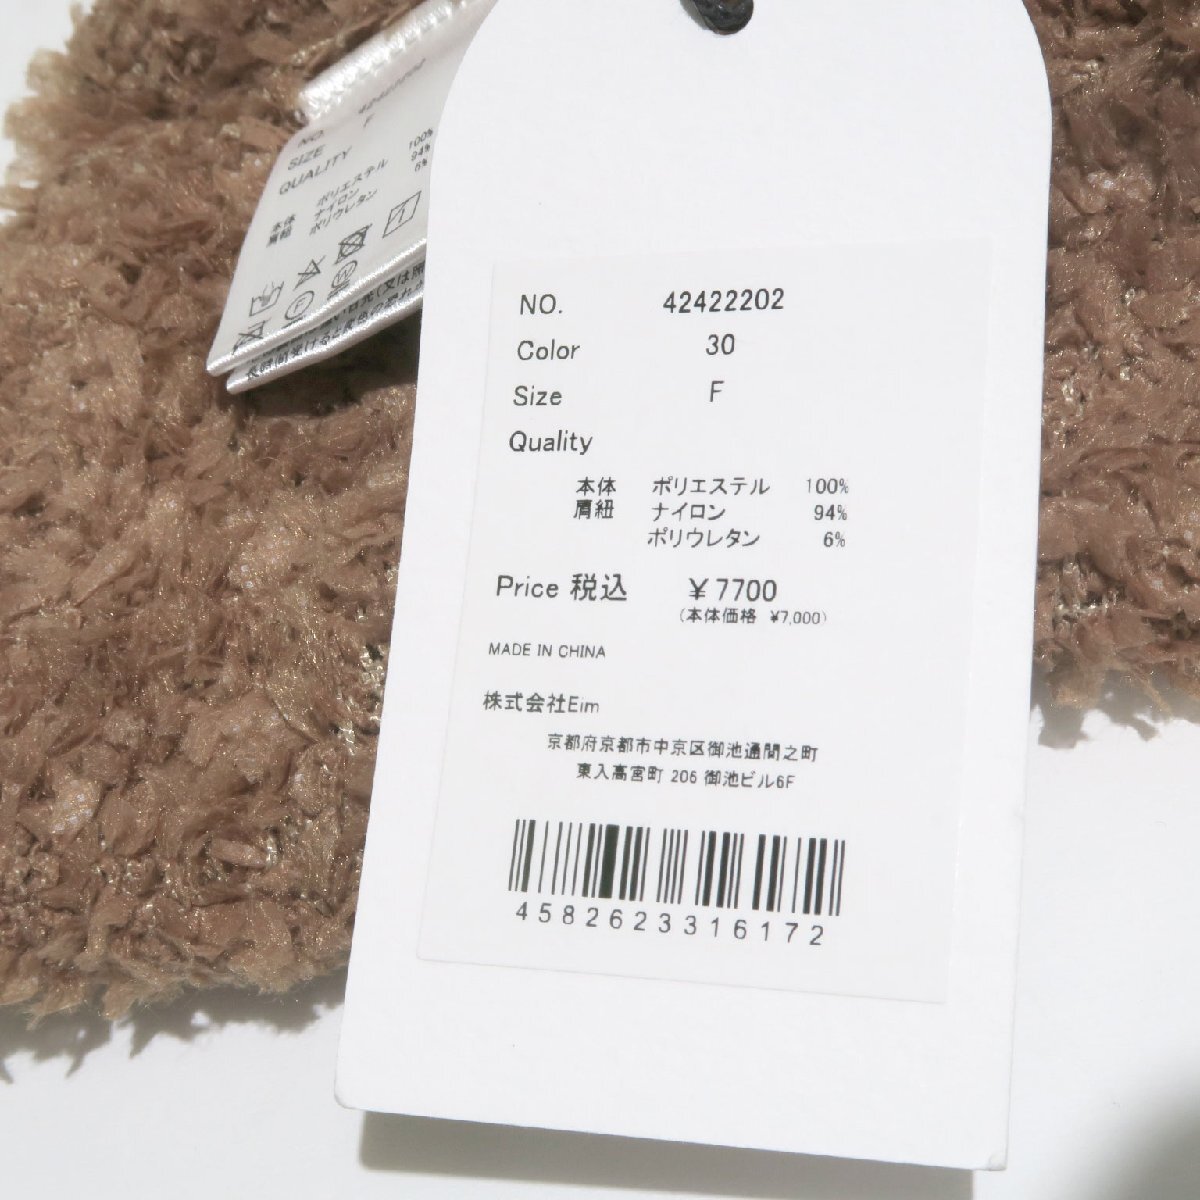 NO. 42422202
SIZE F
QUALITY
本体 ポリエステル 100%
肩紐 ナイロン 94%
ポリウレタン 6%
NO. 42422202
Color 30
Size F
Quality
本体 ポリエステル 100%
肩紐 ナイロン 94%
ポリウレタン 6%
Price 税込 ￥7700
(本体価格 ¥7,000)
MADE IN CHINA
株式会社Eim
京都府京都市中京区御池通間之町
東入高宮町 206 御池ビル6F
4582623316172